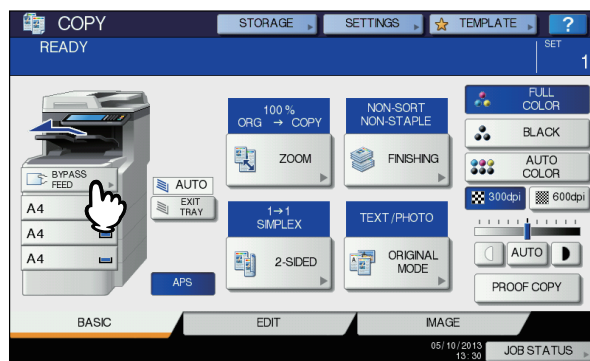 COPY
STORAGE
SETTINGS
TEMPLATE
?
READY
SET
1
100 %
ORG → COPY
ZOOM
NON-SORT
NON-STAPLE
FINISHING
FULL
COLOR
BLACK
AUTO
COLOR
300dpi
600dpi
BYPASS
FEED
A4
A4
A4
AUTO
EXIT
TRAY
APS
1→1
SIMPLEX
2-SIDED
TEXT/PHOTO
ORIGINAL
MODE
AUTO
PROOF COPY
BASIC
EDIT
IMAGE
05/10/2013
13:30
JOB STATUS